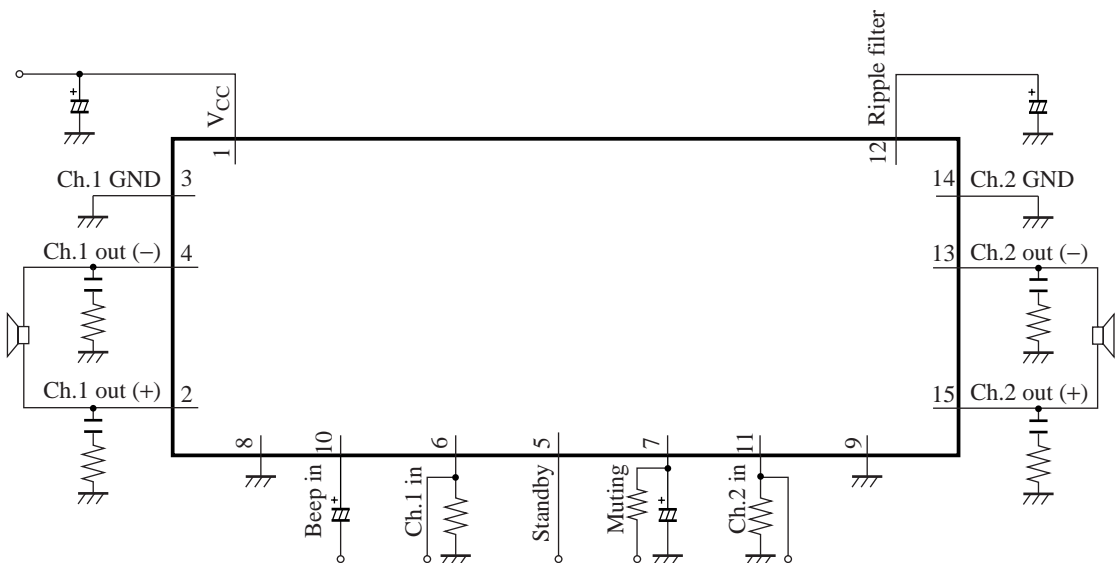 VCC
1
Ripple filter
12
Ch.1 GND
3
14
Ch.2 GND
Ch.1 out (−)
4
13
Ch.2 out (−)
Ch.1 out (+)
2
15
Ch.2 out (+)
8
10
6
5
7
11
9
Beep in
Ch.1 in
Standby
Muting
Ch.2 in
+
+
+
+